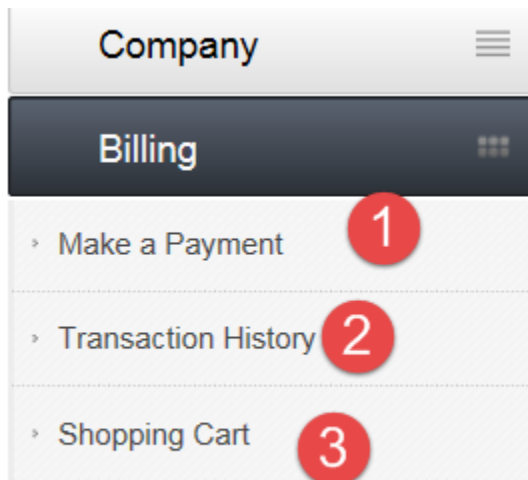 Company
Billing
Make a Payment 1
Transaction History 2
Shopping Cart 3